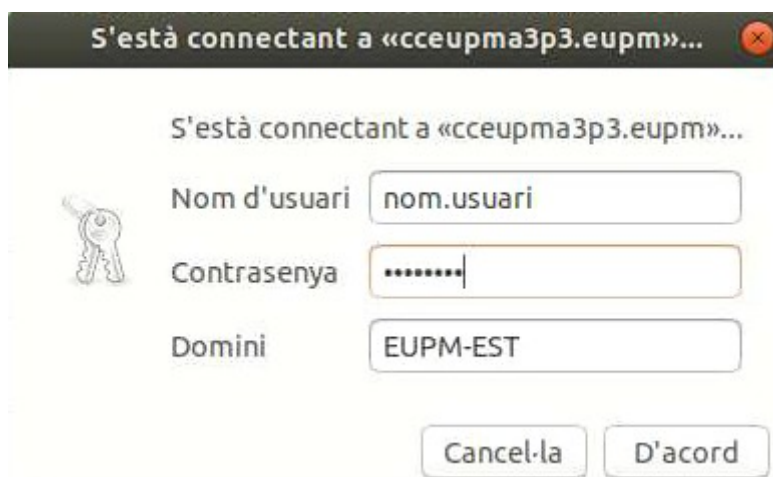 S'està connectant a «cceupma3p3.eupm»...
S'està connectant a «cceupma3p3.eupm»...
Nom d'usuari nom.usuari
Contrasenya ••••••••
Domini EUPM-EST
Cancel·la D'acord